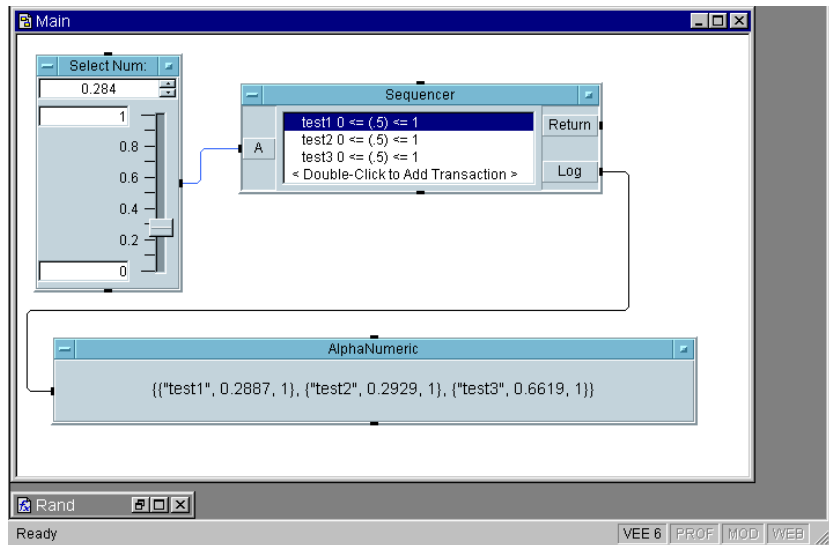 Main
Select Num:
0.284
1
0.8
0.6
0.4
0.2
0
Sequencer
A
test1 0 <= (.5) <= 1
test2 0 <= (.5) <= 1
test3 0 <= (.5) <= 1
< Double-Click to Add Transaction >
Return
Log
AlphaNumeric
{{"test1", 0.2887, 1}, {"test2", 0.2929, 1}, {"test3", 0.6619, 1}}
Rand
Ready
VEE 6 PROF MOD WEB